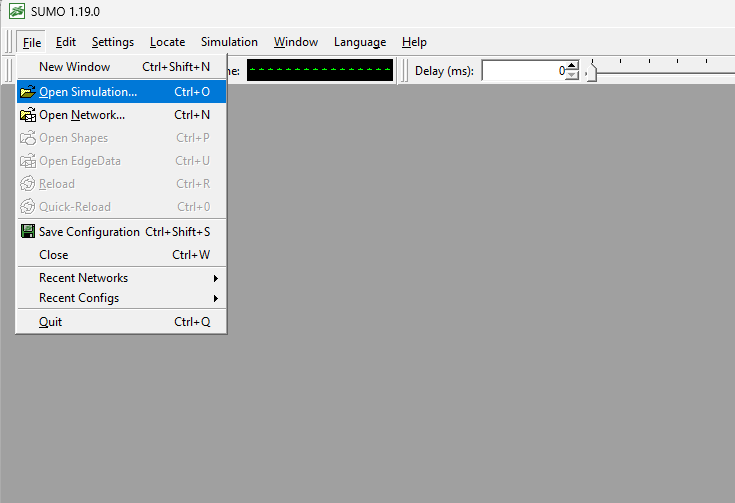 SUMO 1.19.0
File Edit Settings Locate Simulation Window Language Help
ne: Delay (ms): 0
New Window Ctrl+Shift+N
Open Simulation... Ctrl+O
Open Network... Ctrl+N
Open Shapes Ctrl+P
Open EdgeData Ctrl+U
Reload Ctrl+R
Quick-Reload Ctrl+0
Save Configuration Ctrl+Shift+S
Close Ctrl+W
Recent Networks
Recent Configs
Quit Ctrl+Q